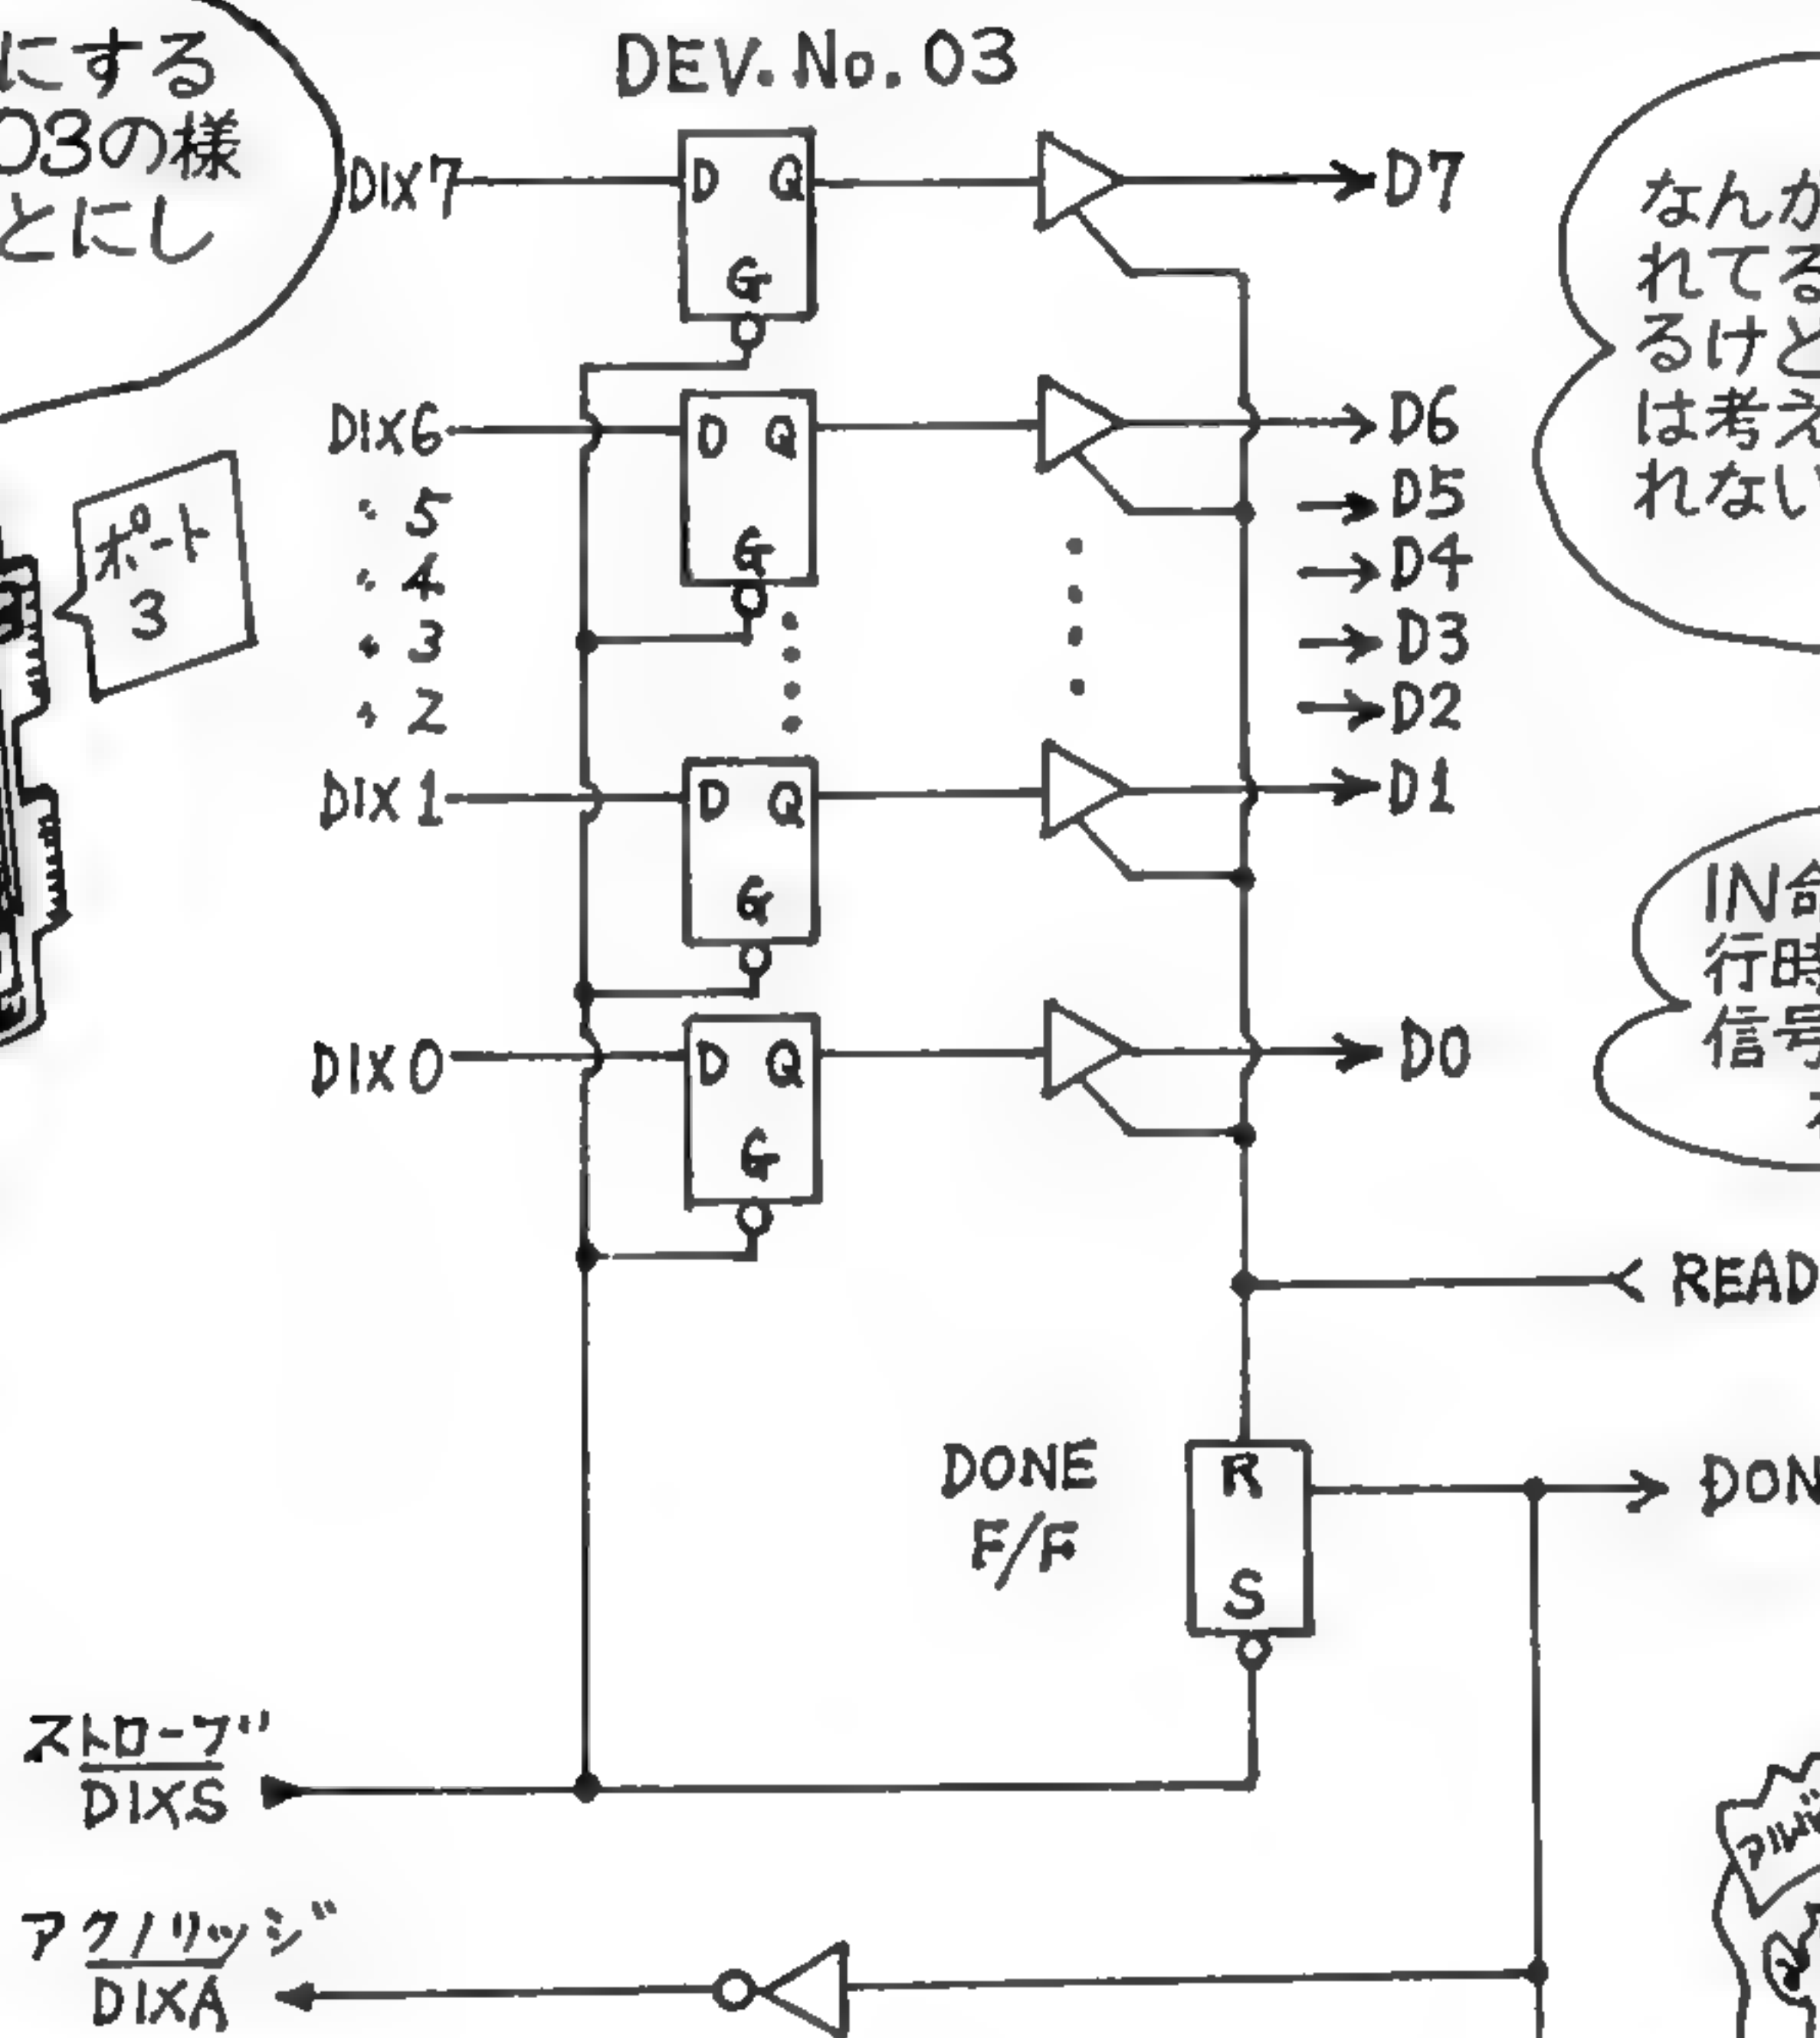 にする
03の様
とにし
DEV. No. 03
DIX7 D Q G D7
DIX6 D Q G D6
・ 5 D5
・ 4 D4
・ 3 D3
・ 2 D2
DIX1 D Q G D1
DIX0 D Q G D0
ポート
3
なんか
れてる
るけど
は考え
れない
IN命
行時
信号
READ
DONE
F/F
R
S
DON
ストローブ
DIXS
アクノリッジ
DIXA